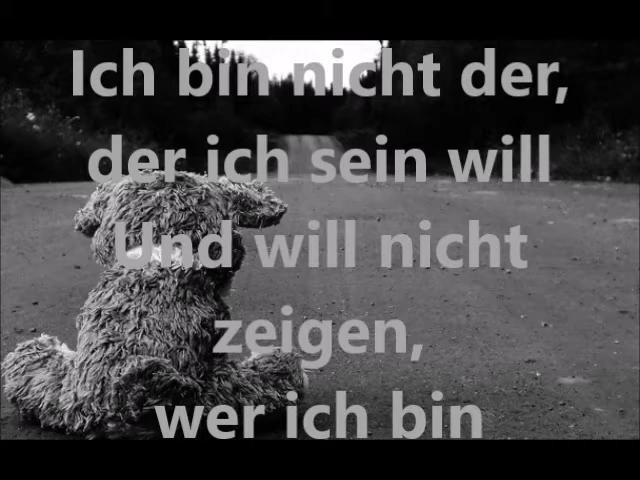 Ich bin nicht der,
der ich sein will
Und will nicht
zeigen,
wer ich bin